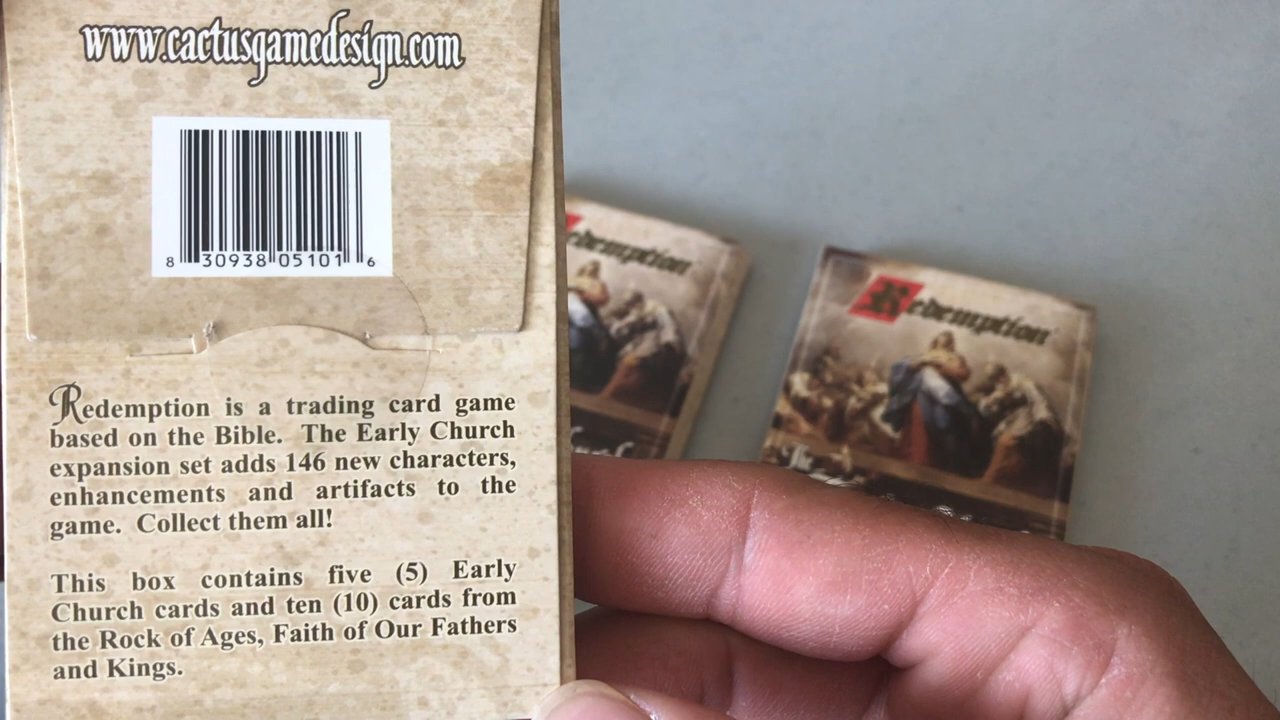 www.cactusgamedesign.com
8 30938 05101 6
Redemption is a trading card game
based on the Bible. The Early Church
expansion set adds 146 new characters,
enhancements and artifacts to the
game. Collect them all!
This box contains five (5) Early
Church cards and ten (10) cards from
the Rock of Ages, Faith of Our Fathers
and Kings.
Redemption
Redemption
The